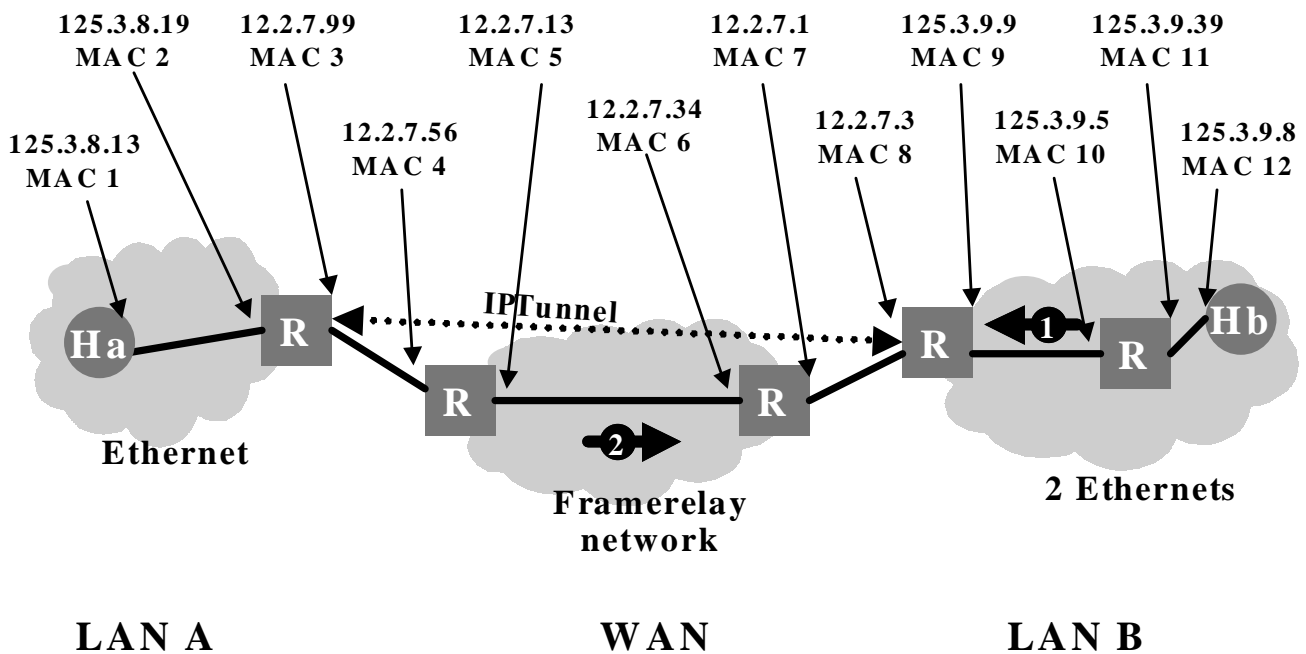 125.3.8.19
MAC 2
12.2.7.99
MAC 3
12.2.7.13
MAC 5
12.2.7.1
MAC 7
125.3.9.9
MAC 9
125.3.9.39
MAC 11
125.3.8.13
MAC 1
12.2.7.56
MAC 4
12.2.7.34
MAC 6
12.2.7.3
MAC 8
125.3.9.5
MAC 10
125.3.9.8
MAC 12
IPTunnel
Ha
R
R
R
R
R
Hb
1
2
Ethernet
Framerelay
network
2 Ethernets
LAN A
WAN
LAN B